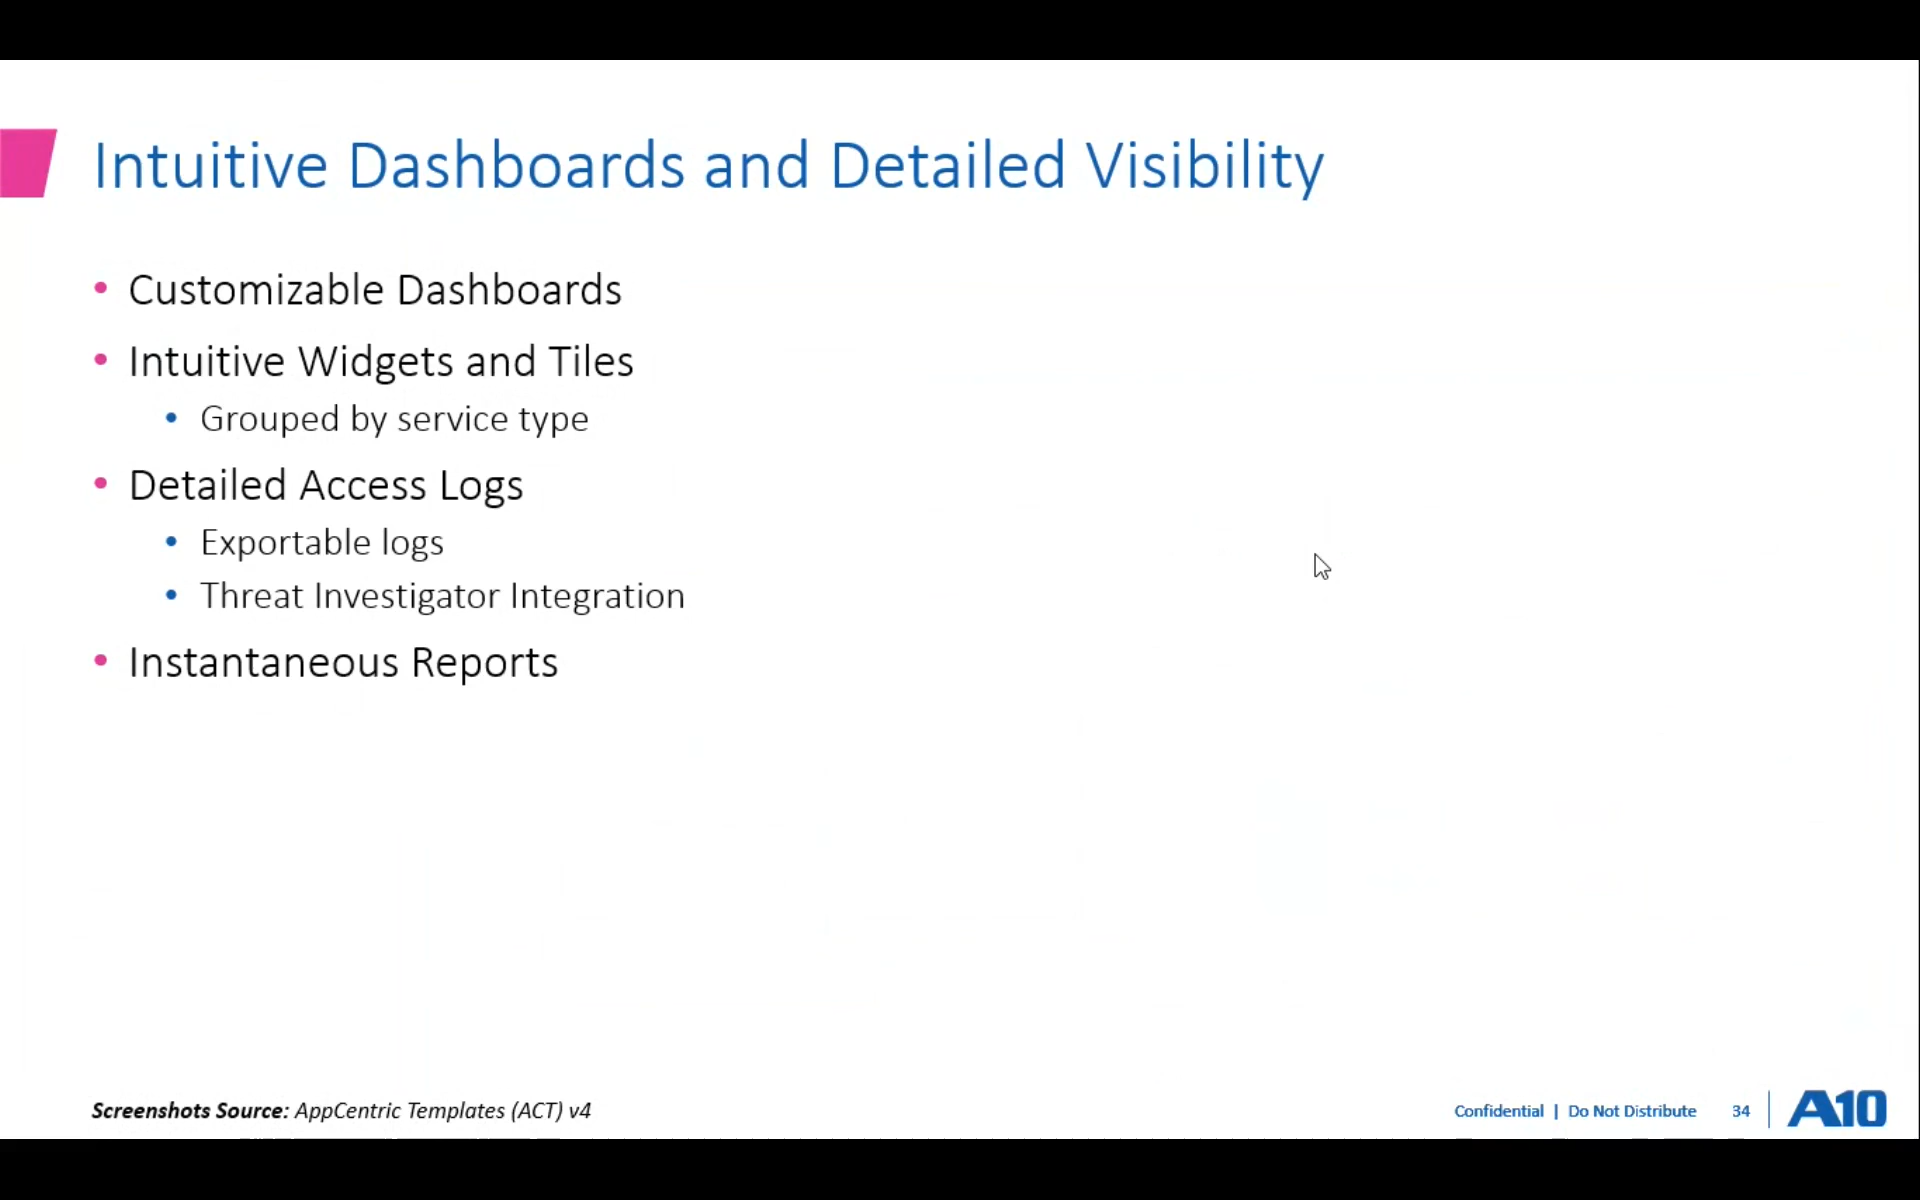 Intuitive Dashboards and Detailed Visibility
• Customizable Dashboards
• Intuitive Widgets and Tiles
• Grouped by service type
• Detailed Access Logs
• Exportable logs
• Threat Investigator Integration
• Instantaneous Reports
Screenshots Source: AppCentric Templates (ACT) v4
Confidential | Do Not Distribute 34 A10